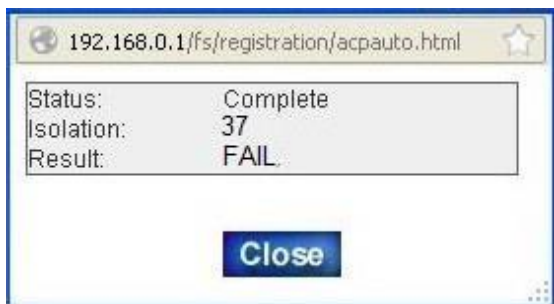 192.168.0.1/fs/registration/acpauto.html
Status: Complete
Isolation: 37
Result: FAIL.
Close